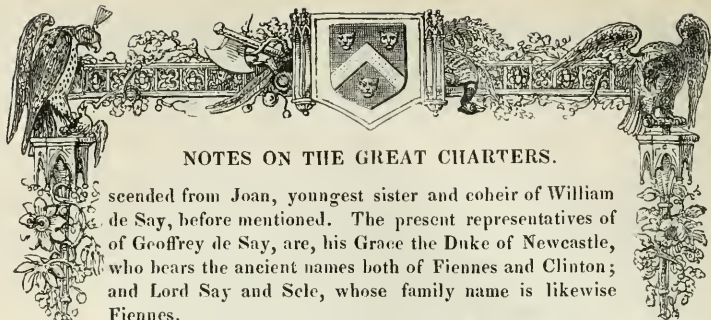 NOTES ON THE GREAT CHARTERS.
scended from Joan, youngest sister and coheir of William
de Say, before mentioned. The present representatives of
of Geoffrey de Say, are, his Grace the Duke of Newcastle,
who bears the ancient names both of Fiennes and Clinton;
and Lord Say and Sele, whose family name is likewise
Fiennes.